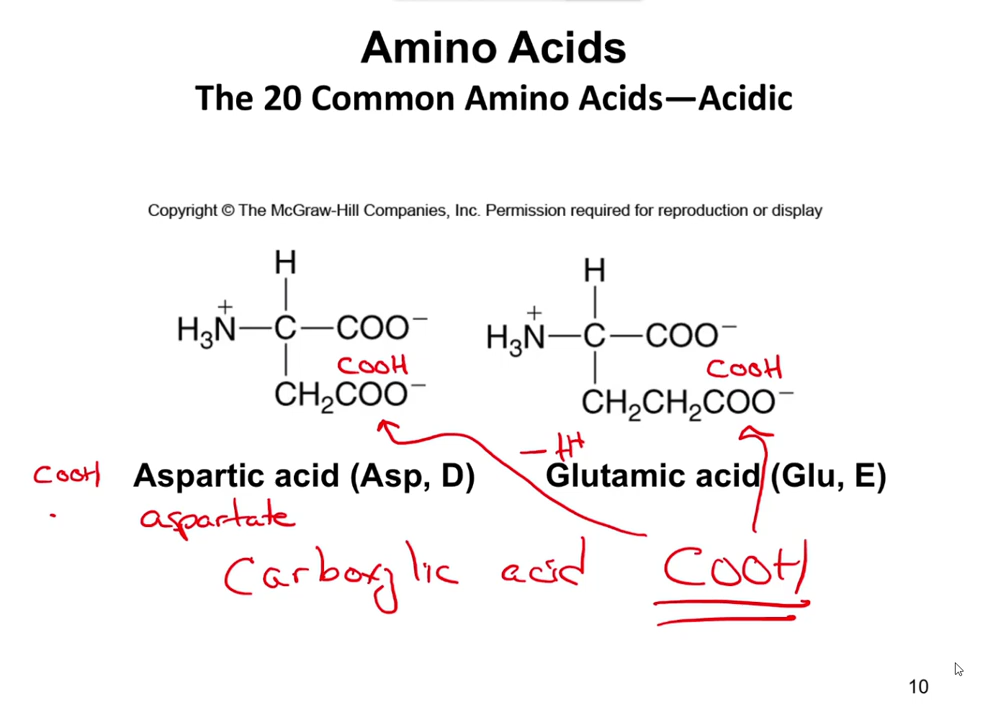 Amino Acids
The 20 Common Amino Acids—Acidic
Copyright © The McGraw-Hill Companies, Inc. Permission required for reproduction or display
H
H₃N⁺—C—COO⁻
COOH
CH₂COO⁻
H
H₃N⁺—C—COO⁻
COOH
CH₂CH₂COO⁻
– H⁺
COOH Aspartic acid (Asp, D) Glutamic acid (Glu, E)
aspartate
Carboxylic acid COOH
10